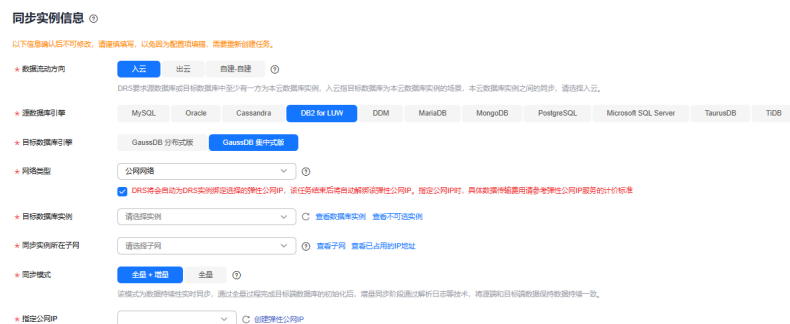 同步实例信息
以下信息确认后不可修改，请谨慎填写，以免因为配置项填错，需要重新创建任务。
* 数据流动方向 入云 出云 自建-自建
DRS要求源数据库或目标数据库中至少有一方为本云数据库实例，入云指目标数据库为本云数据库实例的场景，本云数据库实例之间的同步，请选择入云。
* 源数据库引擎 MySQL Oracle Cassandra DB2 for LUW DDM MariaDB MongoDB PostgreSQL Microsoft SQL Server TaurusDB TiDB
* 目标数据库引擎 GaussDB 分布式版 GaussDB 集中式版
* 网络类型 公网网络
DRS将会自动为DRS实例绑定选择的弹性公网IP，该任务结束后将自动解绑该弹性公网IP。指定公网IP时，具体数据传输费用请参考弹性公网IP服务的计价标准
* 目标数据库实例 请选择实例 查看数据库实例 查看不可选实例
* 同步实例所在子网 请选择子网 查看子网 查看已占用的IP地址
* 同步模式 全量 + 增量 全量
该模式为数据持续性实时同步，通过全量过程完成目标端数据库的初始化后，增量同步阶段通过解析日志等技术，将源端和目标端数据保持数据持续一致。
* 指定公网IP 创建弹性公网IP